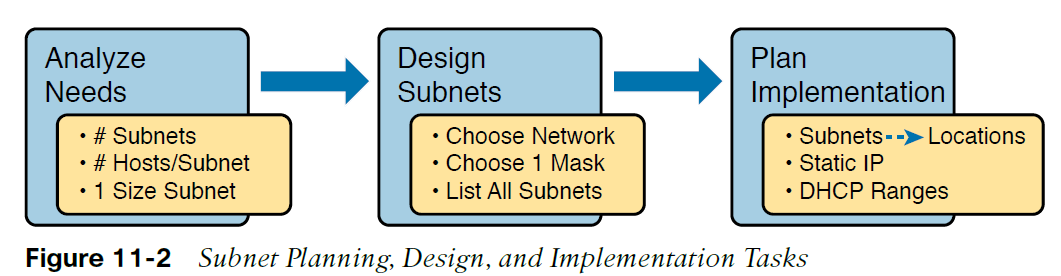 Analyze
Needs
• # Subnets
• # Hosts/Subnet
• 1 Size Subnet
Design
Subnets
• Choose Network
• Choose 1 Mask
• List All Subnets
Plan
Implementation
• Subnets Locations
• Static IP
• DHCP Ranges
Figure 11-2 Subnet Planning, Design, and Implementation Tasks